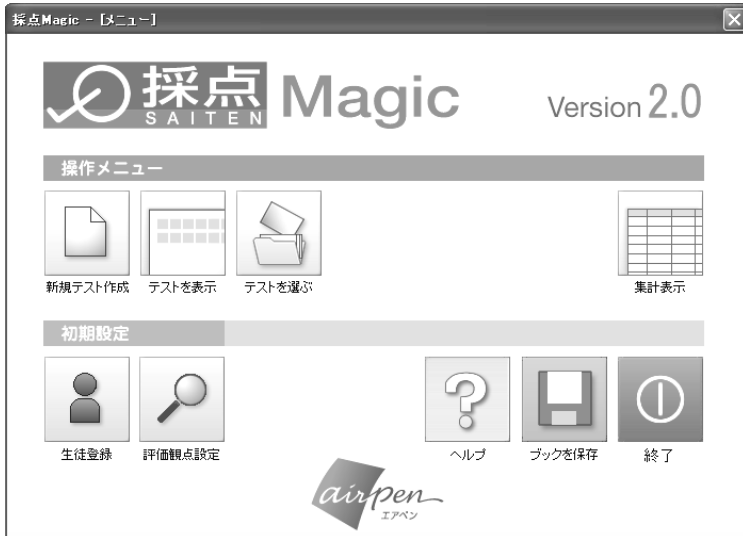 採点Magic - [メニュー]
採点 Magic Version 2.0
SAITEN
操作メニュー
新規テスト作成 テストを表示 テストを選ぶ 集計表示
初期設定
生徒登録 評価観点設定 ヘルプ ブックを保存 終了
airpen
エアペン